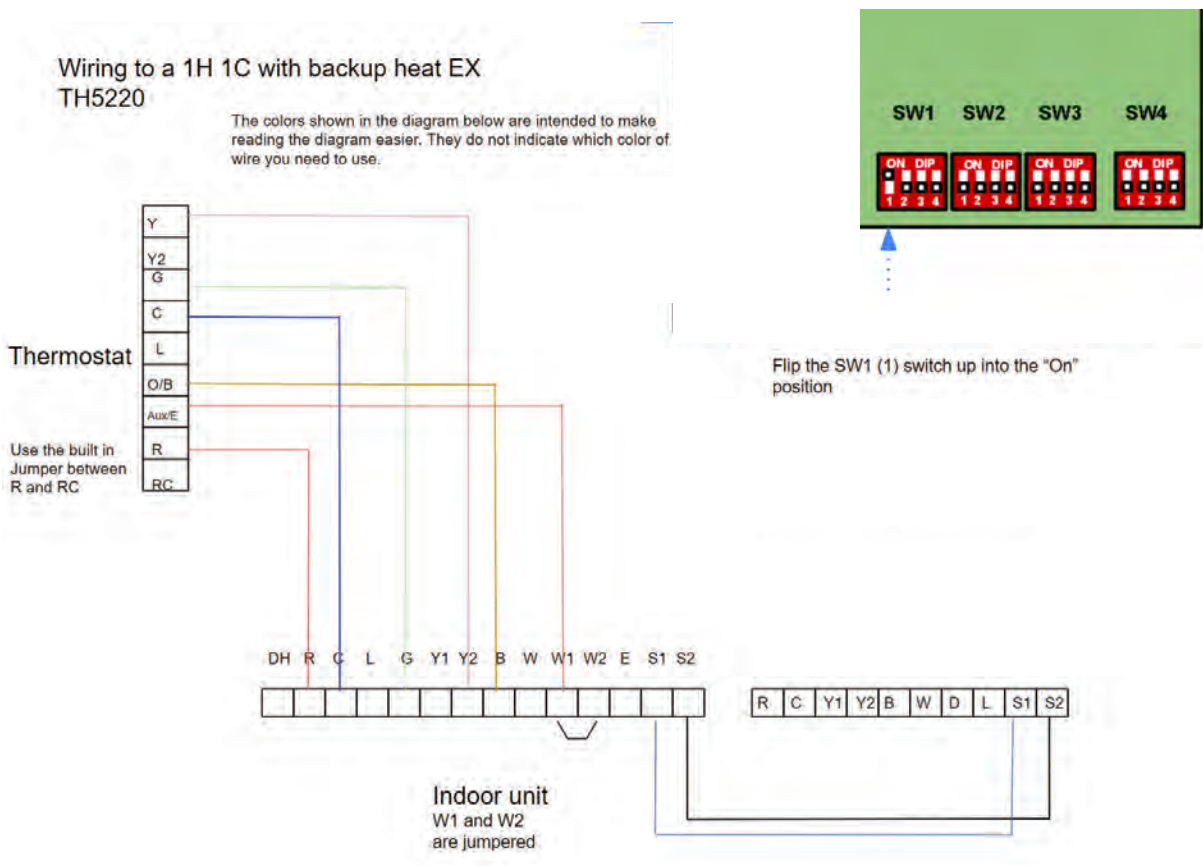 Wiring to a 1H 1C with backup heat EX
TH5220
The colors shown in the diagram below are intended to make
reading the diagram easier. They do not indicate which color of
wire you need to use.
SW1 SW2 SW3 SW4
ON DIP ON DIP ON DIP ON DIP
1 2 3 4 1 2 3 4 1 2 3 4 1 2 3 4
Flip the SW1 (1) switch up into the “On”
position
Y
Y2
G
C
L
O/B
Aux/E
R
RC
Thermostat
Use the built in
Jumper between
R and RC
DH R C L G Y1 Y2 B W W1 W2 E S1 S2
R C Y1 Y2 B W D L S1 S2
Indoor unit
W1 and W2
are jumpered